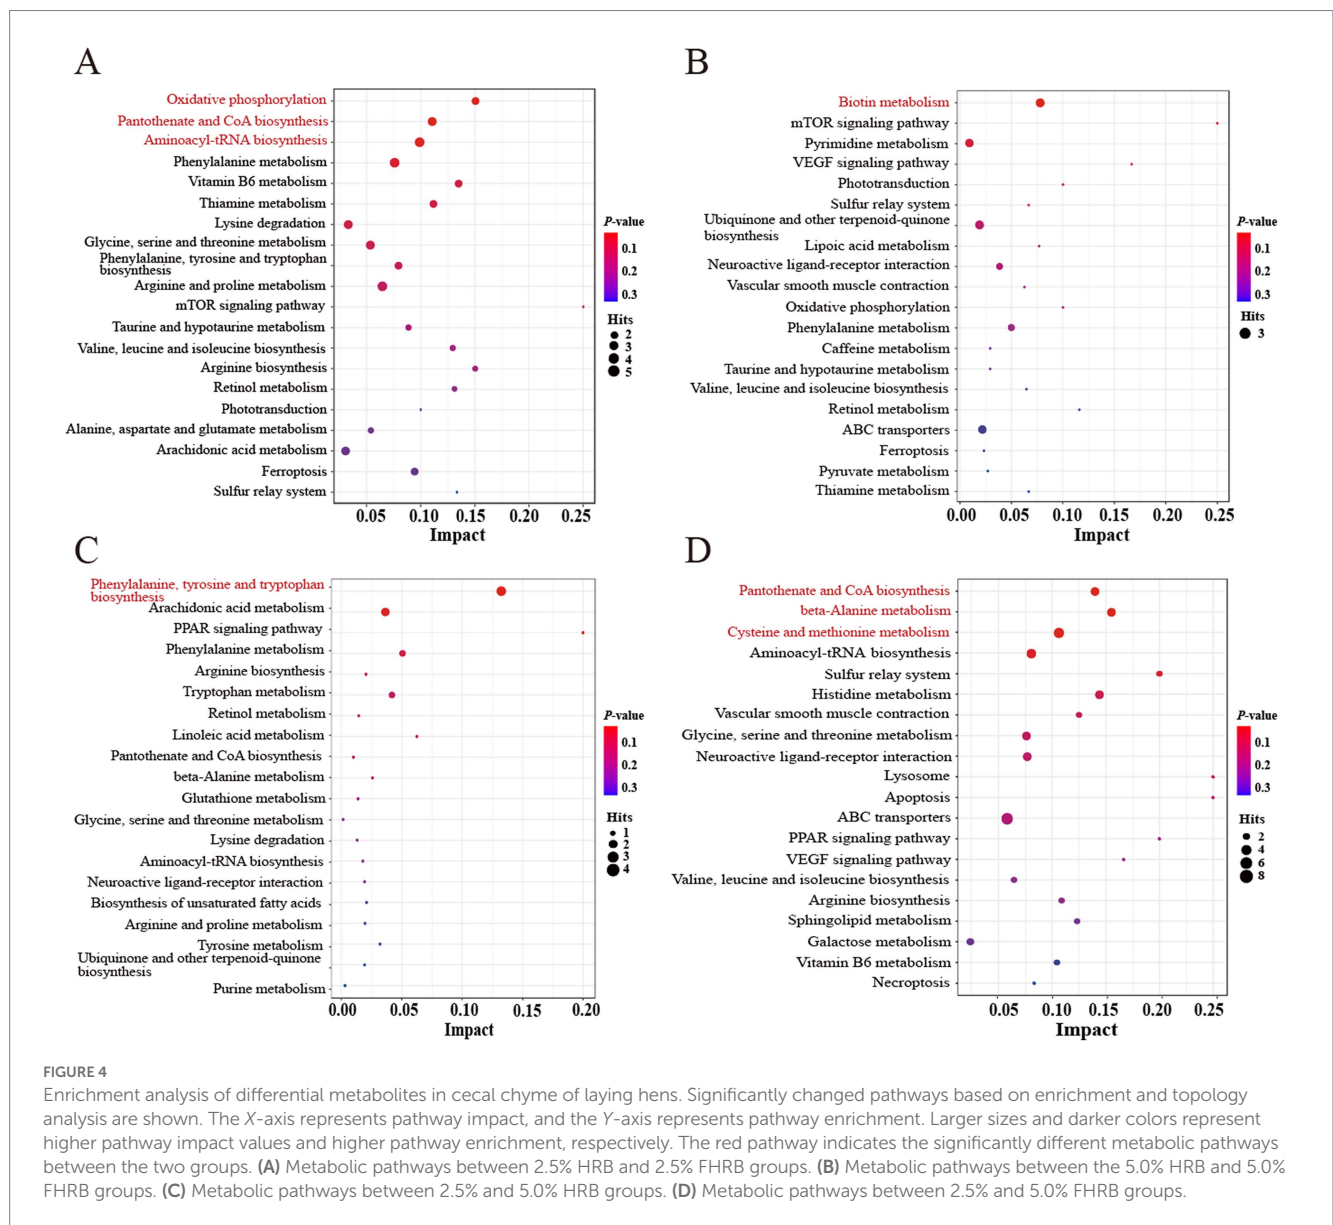 A
Oxidative phosphorylation
Pantothenate and CoA biosynthesis
Aminoacyl-tRNA biosynthesis
Phenylalanine metabolism
Vitamin B6 metabolism
Thiamine metabolism
Lysine degradation
Glycine, serine and threonine metabolism
Phenylalanine, tyrosine and tryptophan
biosynthesis
Arginine and proline metabolism
mTOR signaling pathway
Taurine and hypotaurine metabolism
Valine, leucine and isoleucine biosynthesis
Arginine biosynthesis
Retinol metabolism
Phototransduction
Alanine, aspartate and glutamate metabolism
Arachidonic acid metabolism
Ferroptosis
Sulfur relay system
0.05 0.10 0.15 0.20 0.25
Impact
P-value
0.1
0.2
0.3
Hits
2
3
4
5
B
Biotin metabolism
mTOR signaling pathway
Pyrimidine metabolism
VEGF signaling pathway
Phototransduction
Sulfur relay system
Ubiquinone and other terpenoid-quinone
biosynthesis
Lipoic acid metabolism
Neuroactive ligand-receptor interaction
Vascular smooth muscle contraction
Oxidative phosphorylation
Phenylalanine metabolism
Caffeine metabolism
Taurine and hypotaurine metabolism
Valine, leucine and isoleucine biosynthesis
Retinol metabolism
ABC transporters
Ferroptosis
Pyruvate metabolism
Thiamine metabolism
0.00 0.05 0.10 0.15 0.20 0.25
Impact
P-value
0.1
0.2
0.3
Hits
3
C
Phenylalanine, tyrosine and tryptophan
biosynthesis
Arachidonic acid metabolism
PPAR signaling pathway
Phenylalanine metabolism
Arginine biosynthesis
Tryptophan metabolism
Retinol metabolism
Linoleic acid metabolism
Pantothenate and CoA biosynthesis
beta-Alanine metabolism
Glutathione metabolism
Glycine, serine and threonine metabolism
Lysine degradation
Aminoacyl-tRNA biosynthesis
Neuroactive ligand-receptor interaction
Biosynthesis of unsaturated fatty acids
Arginine and proline metabolism
Tyrosine metabolism
Ubiquinone and other terpenoid-quinone
biosynthesis
Purine metabolism
0.00 0.05 0.10 0.15 0.20
Impact
P-value
0.1
0.2
0.3
Hits
1
2
3
4
D
Pantothenate and CoA biosynthesis
beta-Alanine metabolism
Cysteine and methionine metabolism
Aminoacyl-tRNA biosynthesis
Sulfur relay system
Histidine metabolism
Vascular smooth muscle contraction
Glycine, serine and threonine metabolism
Neuroactive ligand-receptor interaction
Lysosome
Apoptosis
ABC transporters
PPAR signaling pathway
VEGF signaling pathway
Valine, leucine and isoleucine biosynthesis
Arginine biosynthesis
Sphingolipid metabolism
Galactose metabolism
Vitamin B6 metabolism
Necroptosis
0.05 0.10 0.15 0.20 0.25
Impact
P-value
0.1
0.2
0.3
Hits
2
4
6
8
FIGURE 4
Enrichment analysis of differential metabolites in cecal chyme of laying hens. Significantly changed pathways based on enrichment and topology
analysis are shown. The X-axis represents pathway impact, and the Y-axis represents pathway enrichment. Larger sizes and darker colors represent
higher pathway impact values and higher pathway enrichment, respectively. The red pathway indicates the significantly different metabolic pathways
between the two groups. (A) Metabolic pathways between 2.5% HRB and 2.5% FHRB groups. (B) Metabolic pathways between the 5.0% HRB and 5.0%
FHRB groups. (C) Metabolic pathways between 2.5% and 5.0% HRB groups. (D) Metabolic pathways between 2.5% and 5.0% FHRB groups.